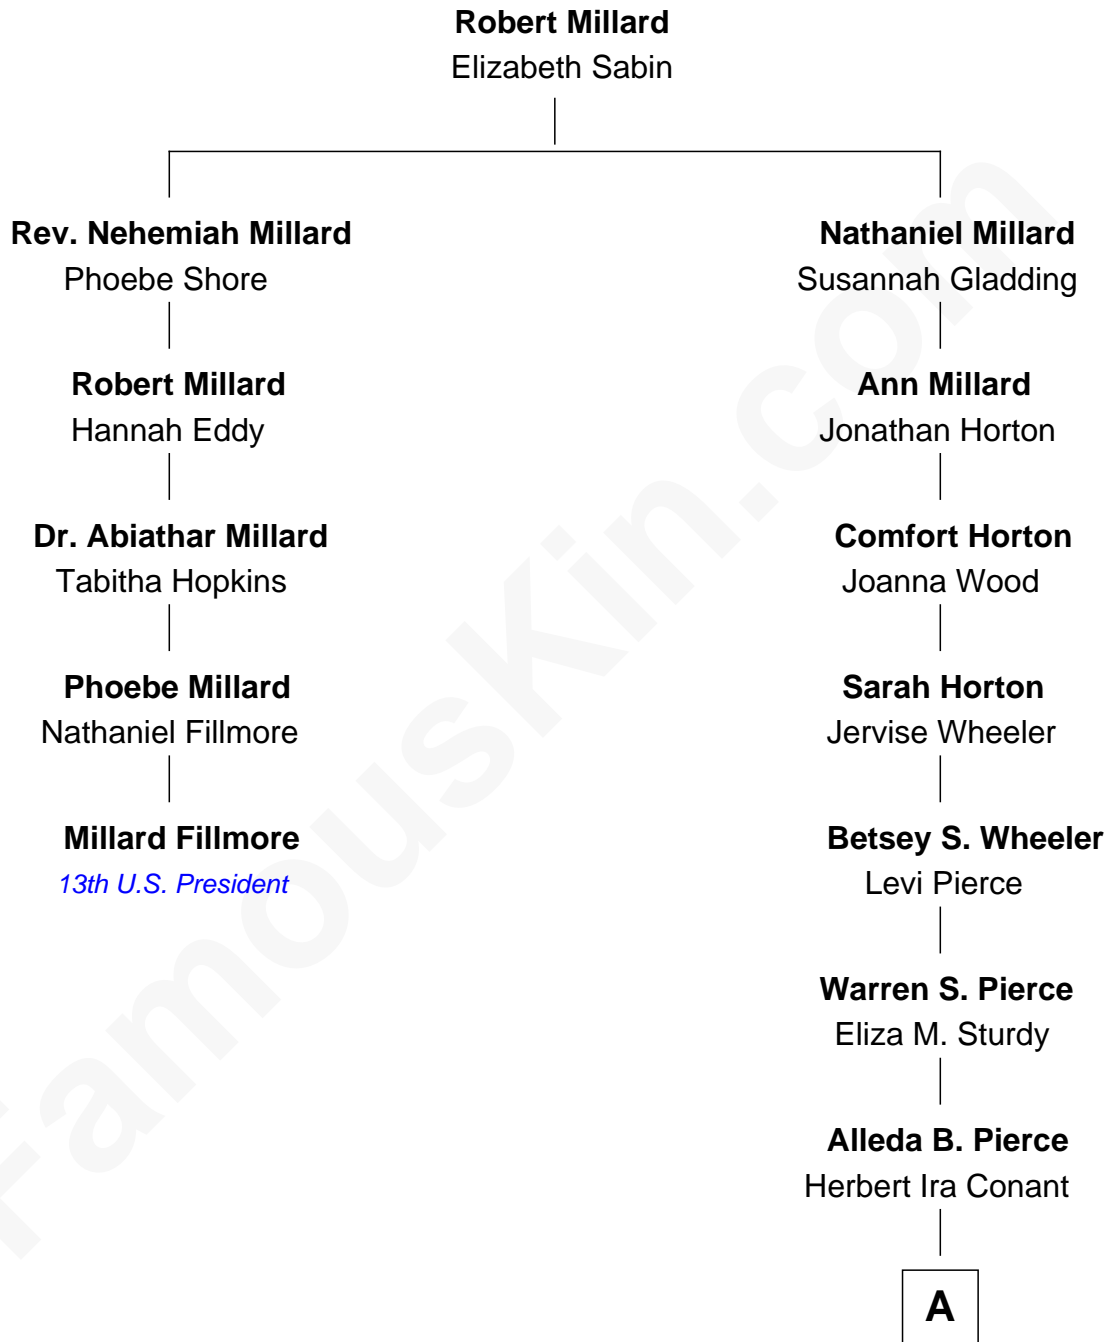 Robert Millard
Elizabeth Sabin
Rev. Nehemiah Millard
Phoebe Shore
Robert Millard
Hannah Eddy
Dr. Abiathar Millard
Tabitha Hopkins
Phoebe Millard
Nathaniel Fillmore
Millard Fillmore
13th U.S. President
Nathaniel Millard
Susannah Gladding
Ann Millard
Jonathan Horton
Comfort Horton
Joanna Wood
Sarah Horton
Jervise Wheeler
Betsey S. Wheeler
Levi Pierce
Warren S. Pierce
Eliza M. Sturdy
Alleda B. Pierce
Herbert Ira Conant
A
FamousKin.com